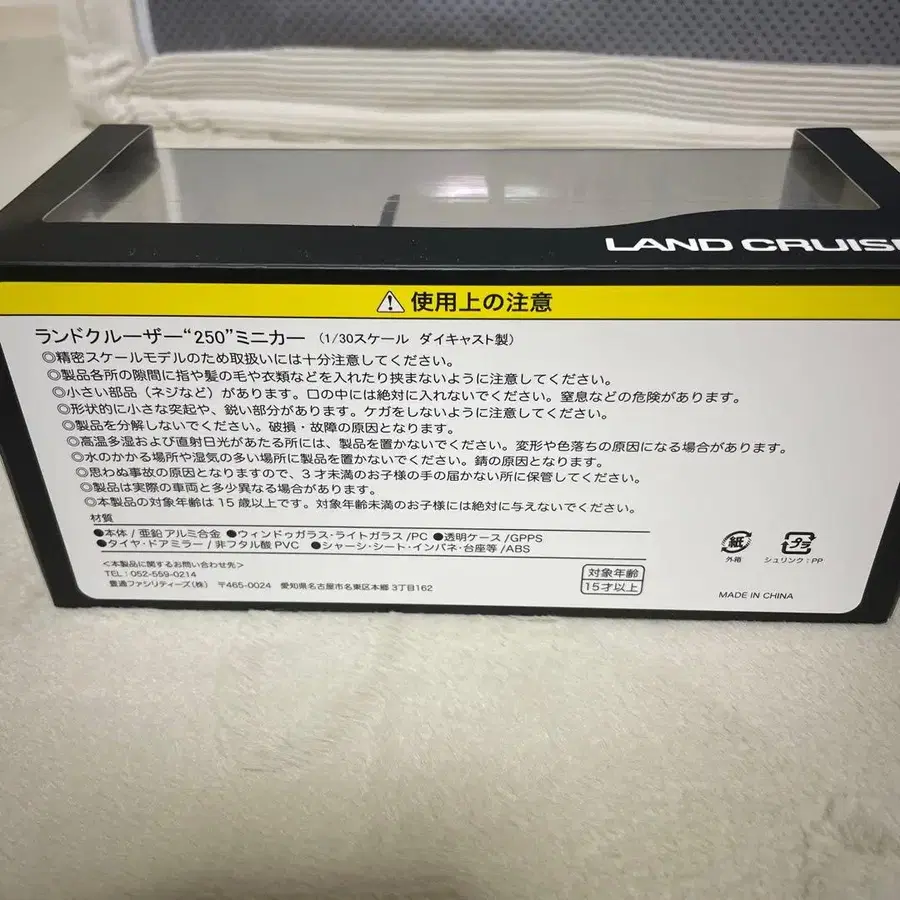 LAND CRUIS
⚠使用上の注意
ランドクルーザー“250”ミニカー（1/30スケール ダイキャスト製）
◎精密スケールモデルのため取扱いには十分注意してください。
◎製品各所の隙間に指や髪の毛や衣類などを入れたり挟まないように注意してください。
◎小さい部品（ネジなど）があります。口の中には絶対に入れないでください。窒息などの危険があります。
◎形状的に小さな突起や、鋭い部分があります。ケガをしないように注意してください。
◎製品を分解しないでください。破損・故障の原因となります。
◎高温多湿および直射日光があたる所には、製品を置かないでください。変形や色落ちの原因になる場合があります。
◎水のかかる場所や湿気の多い場所に製品を置かないでください。錆の原因となります。
◎思わぬ事故の原因となりますので、3才未満のお子様の手の届かない所に保管してください。
◎製品は実際の車両と多少異なる場合があります。
◎本製品の対象年齢は15歳以上です。対象年齢未満のお子様には絶対に与えないでください。
材質
●本体/亜鉛アルミ合金 ●ウィンドゥガラス・ライトガラス/PC ●透明ケース/GPPS
●タイヤ・ドアミラー/非フタル酸PVC ●シャーシ・シート・インパネ・台座等/ABS
紙
外箱
プラ
シュリンク：PP
＜本製品に関するお問い合わせ先＞
TEL：052-559-0214
豊通ファシリティーズ（株） 〒465-0024 愛知県名古屋市名東区本郷3丁目162
対象年齢
15才以上
MADE IN CHINA